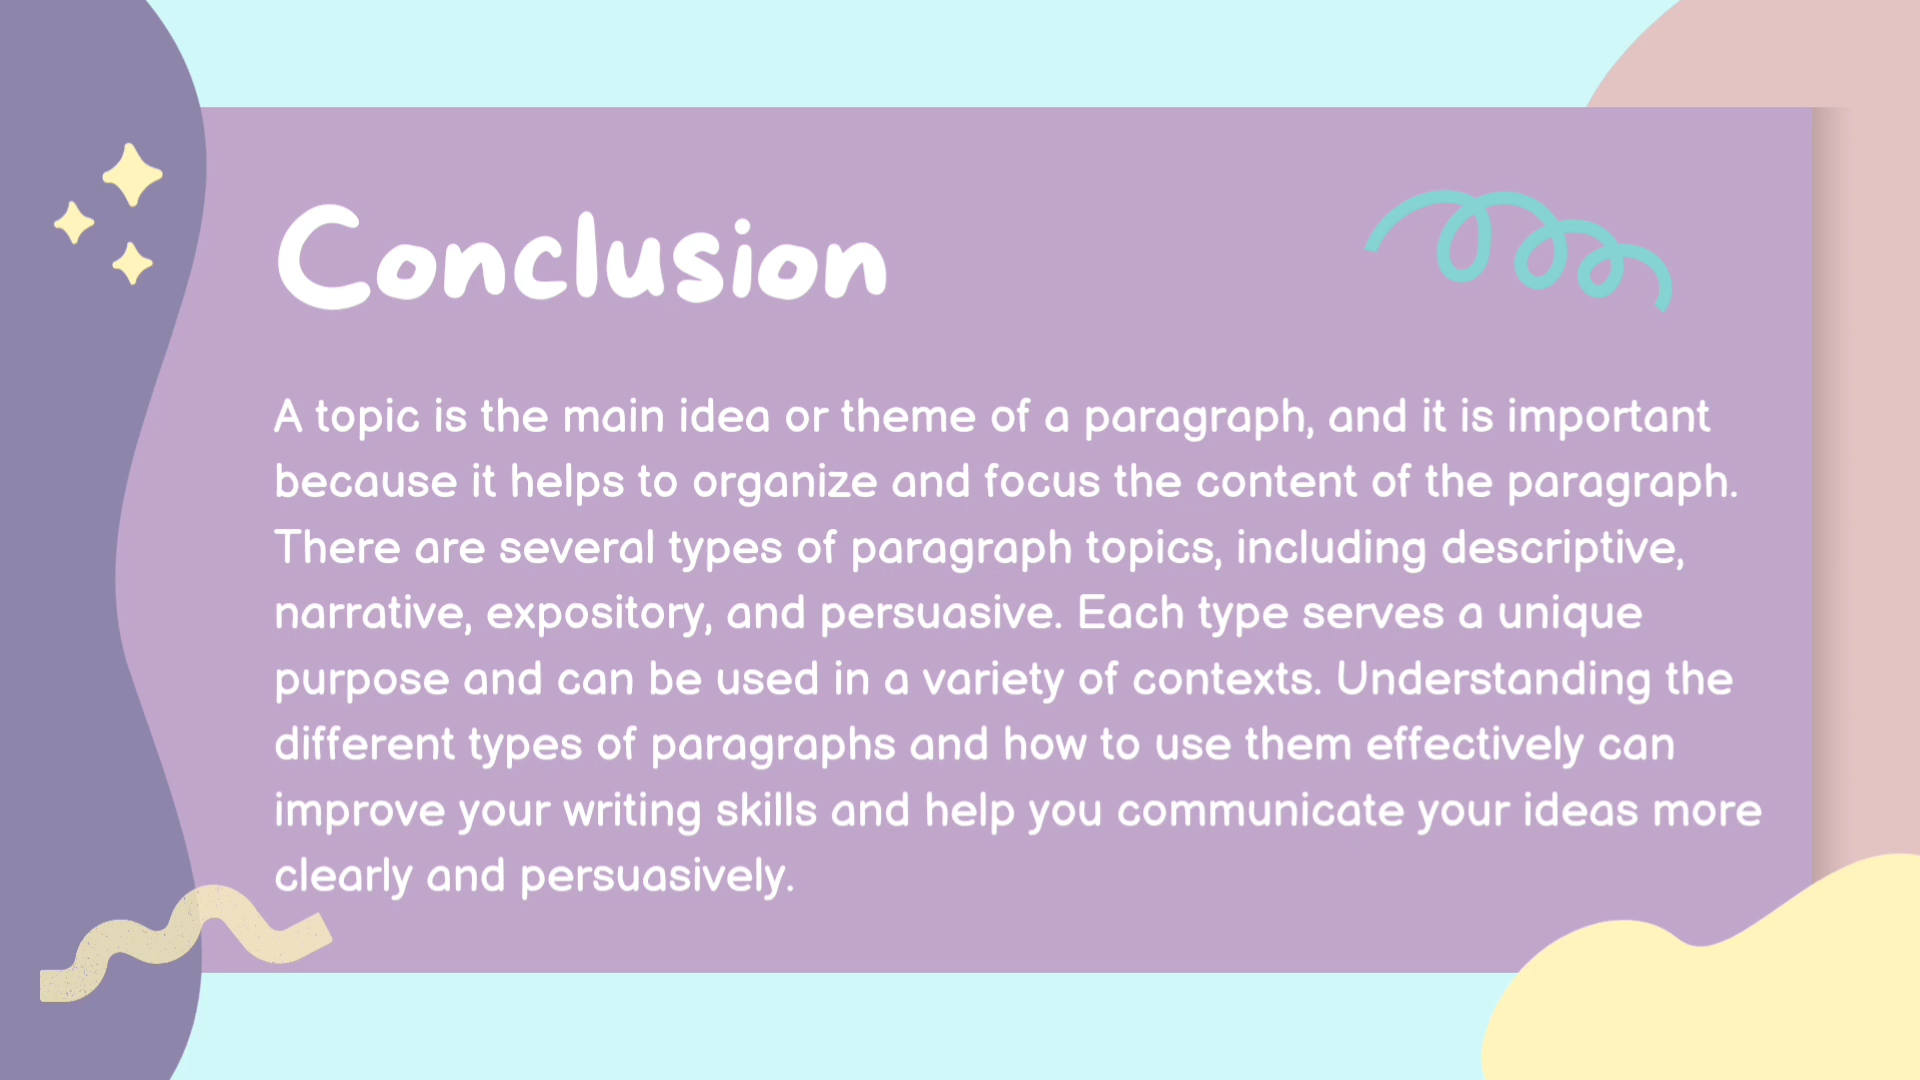 Conclusion
A topic is the main idea or theme of a paragraph, and it is important
because it helps to organize and focus the content of the paragraph.
There are several types of paragraph topics, including descriptive,
narrative, expository, and persuasive. Each type serves a unique
purpose and can be used in a variety of contexts. Understanding the
different types of paragraphs and how to use them effectively can
improve your writing skills and help you communicate your ideas more
clearly and persuasively.